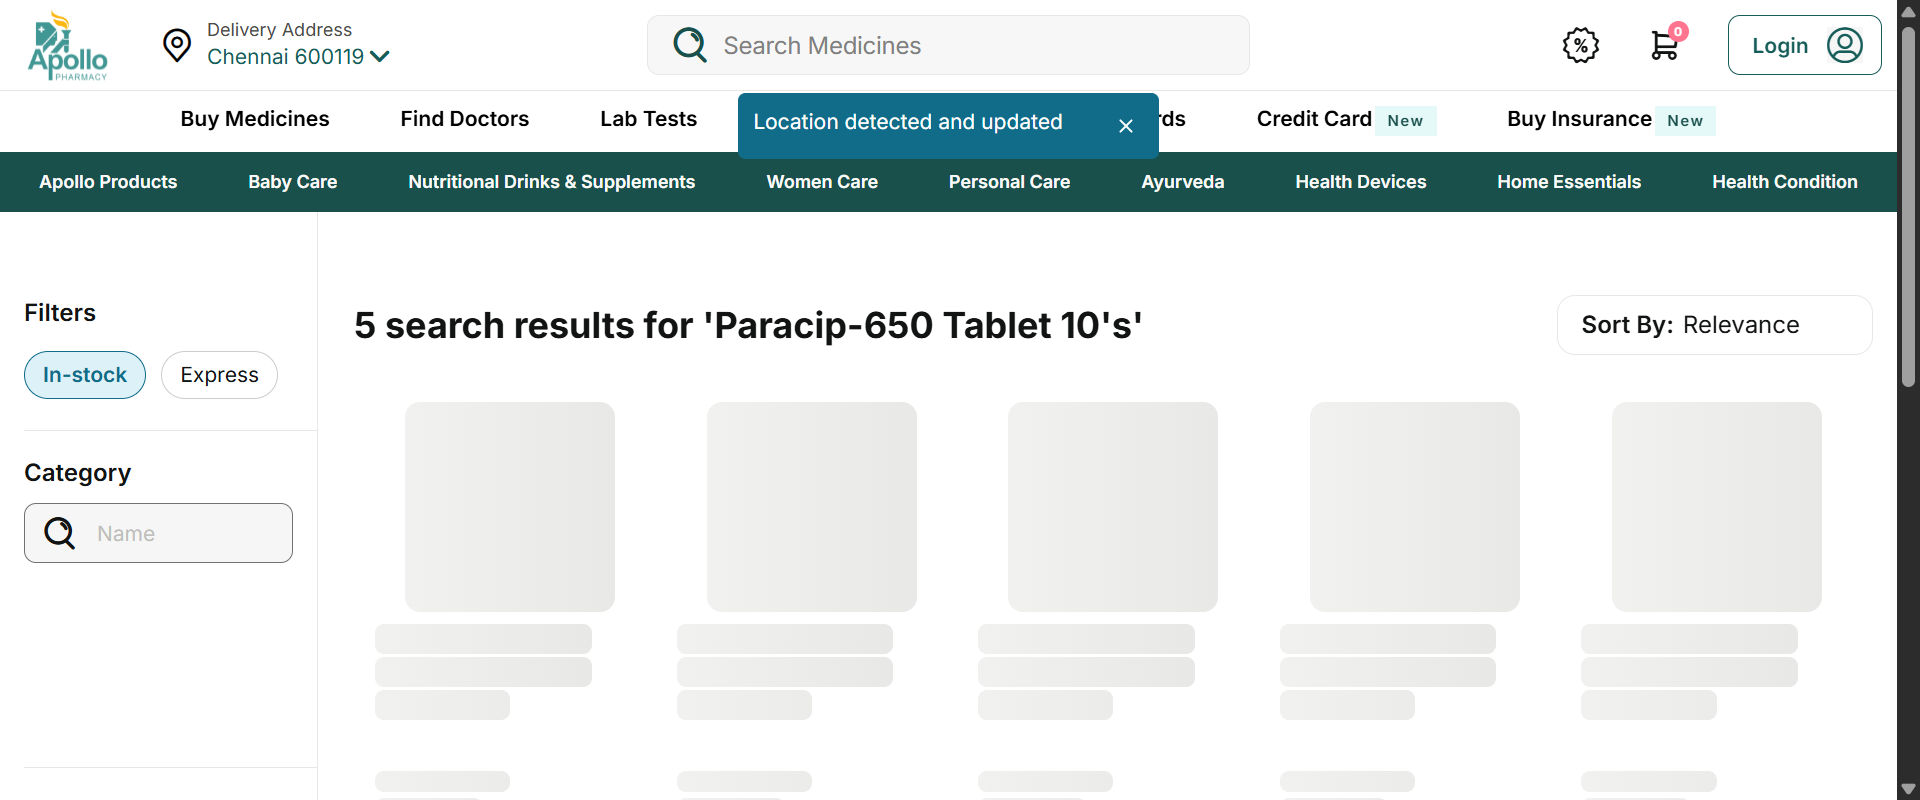 Apollo
PHARMACY
Delivery Address
Chennai 600119
Search Medicines
%
0
Login
Buy Medicines
Find Doctors
Lab Tests
Location detected and updated
Credit Card New
Buy Insurance New
Apollo Products
Baby Care
Nutritional Drinks & Supplements
Women Care
Personal Care
Ayurveda
Health Devices
Home Essentials
Health Condition
Filters
In-stock
Express
Category
Name
5 search results for 'Paracip-650 Tablet 10's'
Sort By: Relevance